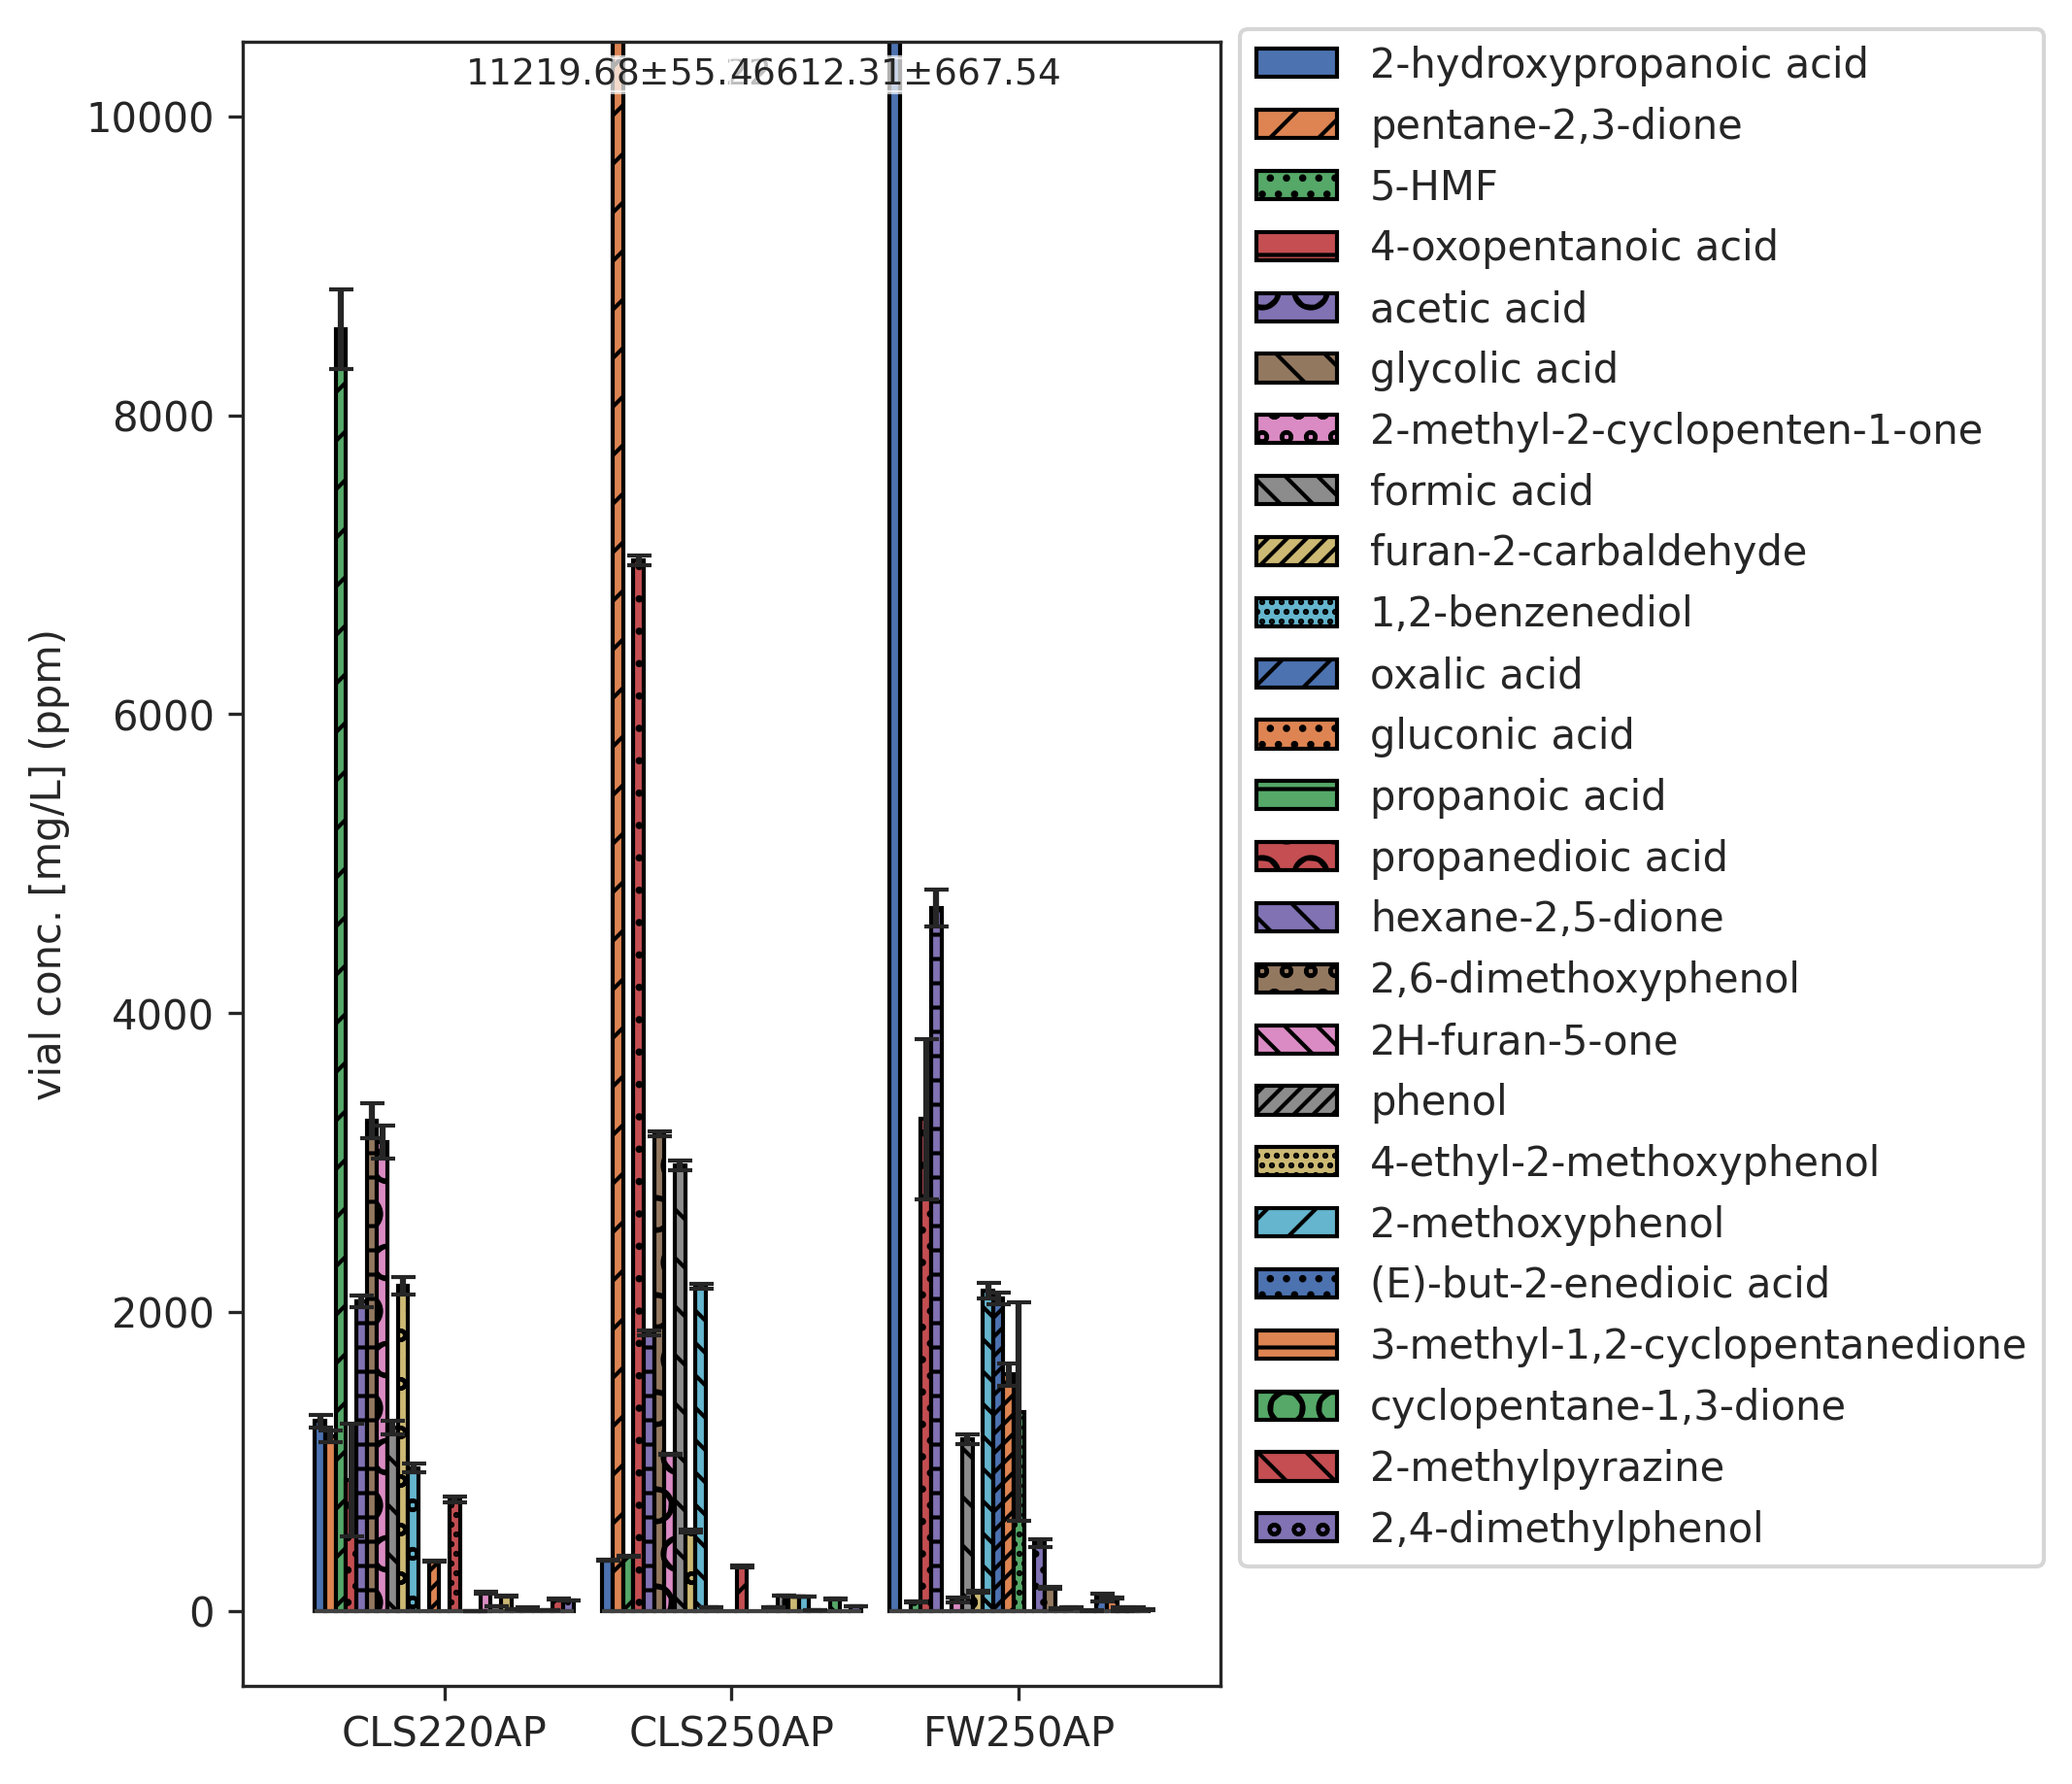 11219.68±55.46
26612.31±667.54
10000
8000
6000
4000
2000
0
vial conc. [mg/L] (ppm)
CLS220AP
CLS250AP
FW250AP
2-hydroxypropanoic acid
pentane-2,3-dione
5-HMF
4-oxopentanoic acid
acetic acid
glycolic acid
2-methyl-2-cyclopenten-1-one
formic acid
furan-2-carbaldehyde
1,2-benzenediol
oxalic acid
gluconic acid
propanoic acid
propanedioic acid
hexane-2,5-dione
2,6-dimethoxyphenol
2H-furan-5-one
phenol
4-ethyl-2-methoxyphenol
2-methoxyphenol
(E)-but-2-enedioic acid
3-methyl-1,2-cyclopentanedione
cyclopentane-1,3-dione
2-methylpyrazine
2,4-dimethylphenol